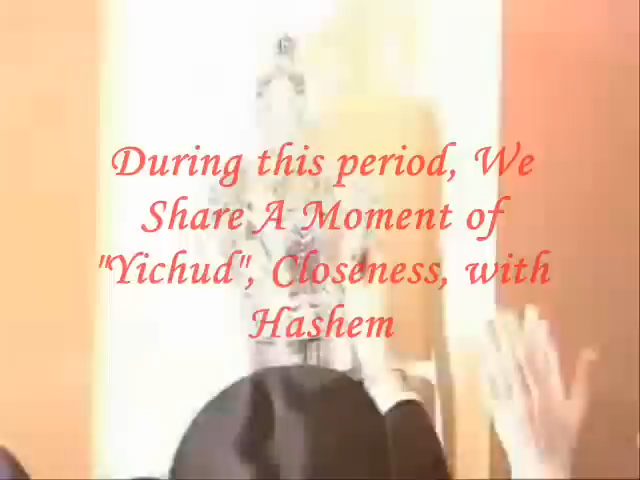 During this period, We
Share A Moment of
"Yichud", Closeness, with
Hashem